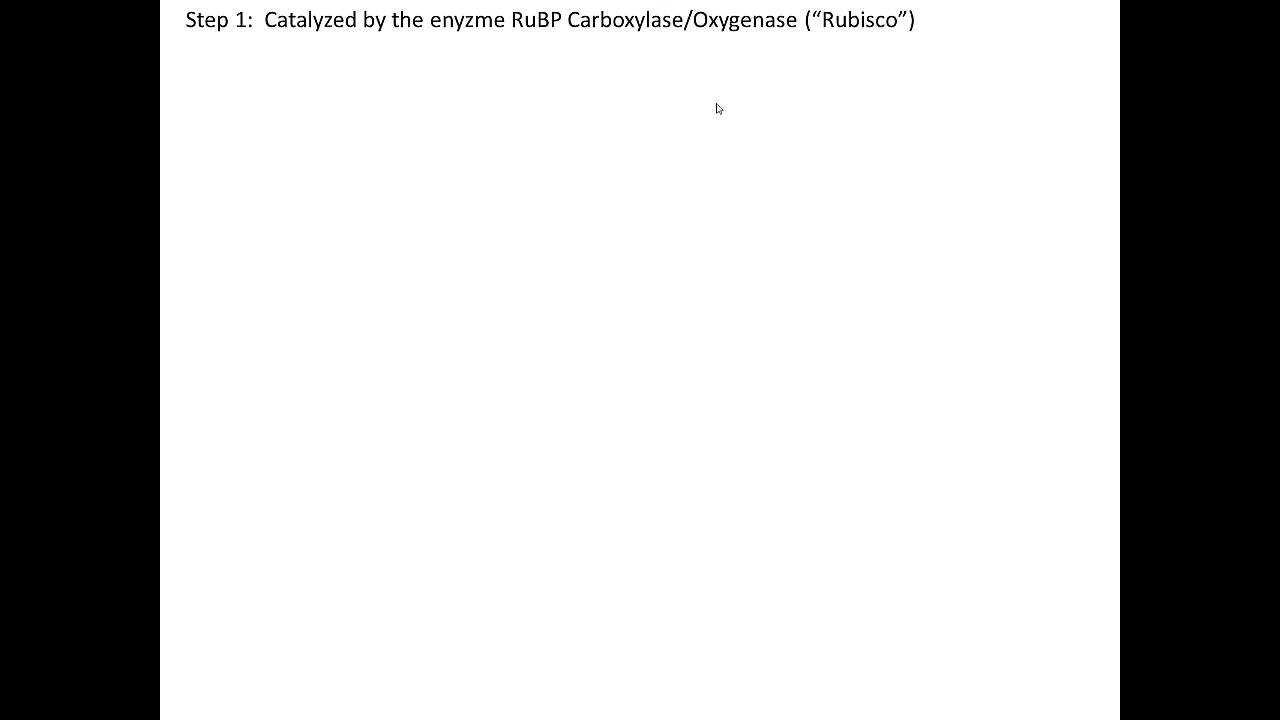 Step 1:  Catalyzed by the enyzme RuBP Carboxylase/Oxygenase (“Rubisco”)